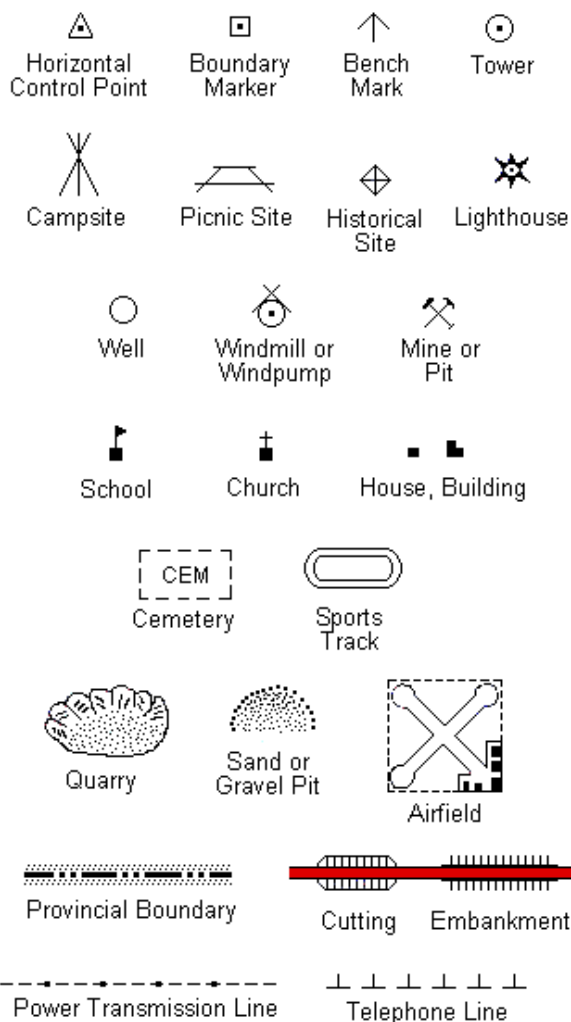 Horizontal
Control Point
Boundary
Marker
Bench
Mark
Tower
Campsite
Picnic Site
Historical
Site
Lighthouse
Well
Windmill or
Windpump
Mine or
Pit
School
Church
House, Building
CEM
Cemetery
Sports
Track
Quarry
Sand or
Gravel Pit
Airfield
Provincial Boundary
Cutting
Embankment
Power Transmission Line
Telephone Line